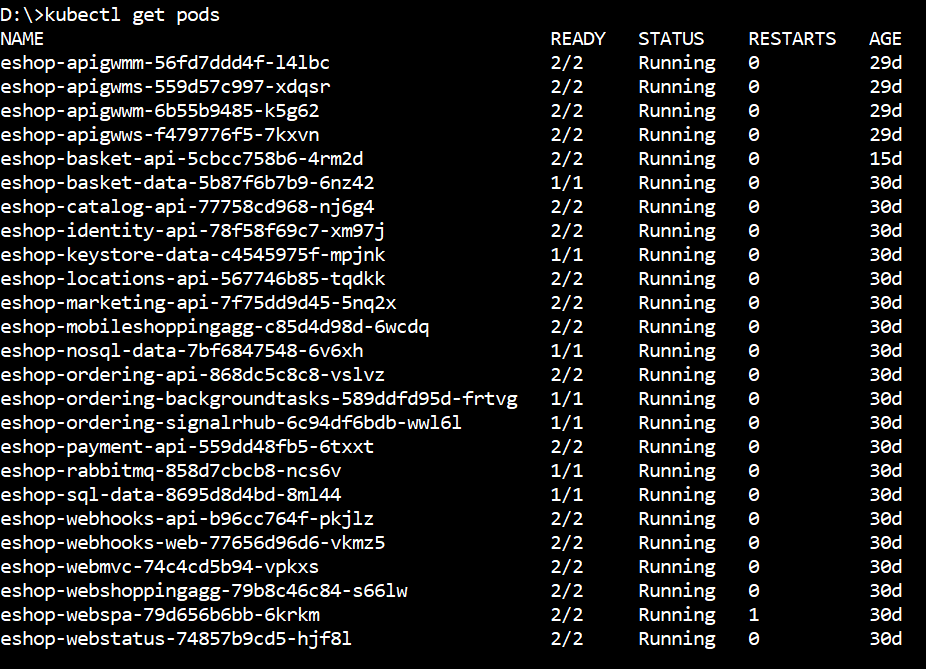 D:\>kubectl get pods
NAME READY STATUS RESTARTS AGE
eshop-apigwmm-56fd7ddd4f-l4lbc 2/2 Running 0 29d
eshop-apigwms-559d57c997-xdqsr 2/2 Running 0 29d
eshop-apigwwm-6b55b9485-k5g62 2/2 Running 0 29d
eshop-apigwws-f479776f5-7kxvn 2/2 Running 0 29d
eshop-basket-api-5cbcc758b6-4rm2d 2/2 Running 0 15d
eshop-basket-data-5b87f6b7b9-6nz42 1/1 Running 0 30d
eshop-catalog-api-77758cd968-nj6g4 2/2 Running 0 30d
eshop-identity-api-78f58f69c7-xm97j 2/2 Running 0 30d
eshop-keystore-data-c4545975f-mpjnk 1/1 Running 0 30d
eshop-locations-api-567746b85-tqdkk 2/2 Running 0 30d
eshop-marketing-api-7f75dd9d45-5nq2x 2/2 Running 0 30d
eshop-mobileshoppingagg-c85d4d98d-6wcdq 2/2 Running 0 30d
eshop-nosql-data-7bf6847548-6v6xh 1/1 Running 0 30d
eshop-ordering-api-868dc5c8c8-vslvz 2/2 Running 0 30d
eshop-ordering-backgroundtasks-589ddfd95d-frtvg 1/1 Running 0 30d
eshop-ordering-signalrhub-6c94df6bdb-wwl6l 1/1 Running 0 30d
eshop-payment-api-559dd48fb5-6txxt 2/2 Running 0 30d
eshop-rabbitmq-858d7cbcb8-ncs6v 1/1 Running 0 30d
eshop-sql-data-8695d8d4bd-8ml44 1/1 Running 0 30d
eshop-webhooks-api-b96cc764f-pkjlz 2/2 Running 0 30d
eshop-webhooks-web-77656d96d6-vkmz5 2/2 Running 0 30d
eshop-webmvc-74c4cd5b94-vpkxs 2/2 Running 0 30d
eshop-webshoppingagg-79b8c46c84-s66lw 2/2 Running 0 30d
eshop-webspa-79d656b6bb-6krkm 2/2 Running 1 30d
eshop-webstatus-74857b9cd5-hjf8l 2/2 Running 0 30d